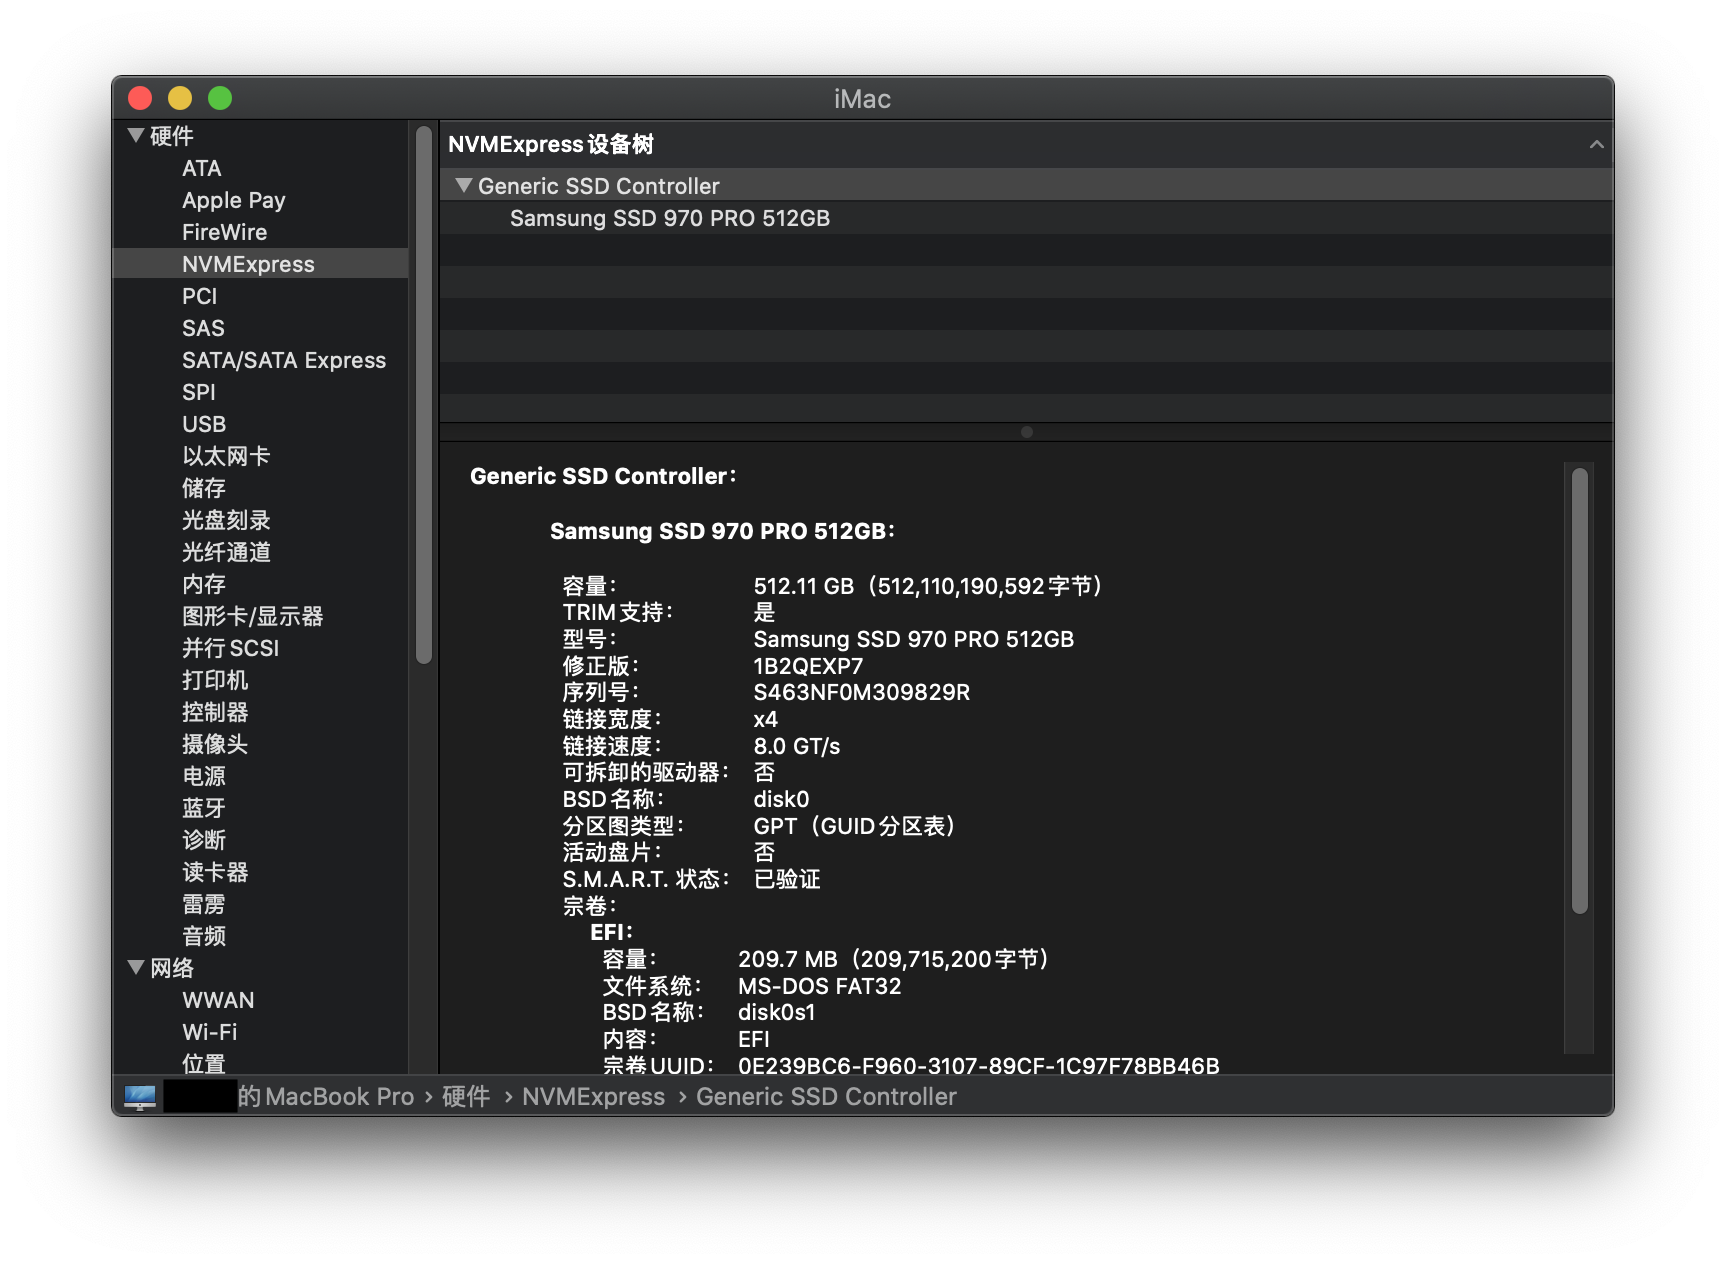 iMac
硬件
ATA
Apple Pay
FireWire
NVMExpress
PCI
SAS
SATA/SATA Express
SPI
USB
以太网卡
储存
光盘刻录
光纤通道
内存
图形卡/显示器
并行SCSI
打印机
控制器
摄像头
电源
蓝牙
诊断
读卡器
雷雳
音频
网络
WWAN
Wi-Fi
位置
NVMExpress设备树
Generic SSD Controller
Samsung SSD 970 PRO 512GB
Generic SSD Controller：
Samsung SSD 970 PRO 512GB：
容量： 512.11 GB（512,110,190,592字节）
TRIM支持： 是
型号： Samsung SSD 970 PRO 512GB
修正版： 1B2QEXP7
序列号： S463NF0M309829R
链接宽度： x4
链接速度： 8.0 GT/s
可拆卸的驱动器： 否
BSD名称： disk0
分区图类型： GPT（GUID分区表）
活动盘片： 否
S.M.A.R.T. 状态： 已验证
宗卷：
EFI：
容量： 209.7 MB（209,715,200字节）
文件系统： MS-DOS FAT32
BSD名称： disk0s1
内容： EFI
宗卷UUID： 0E239BC6-F960-3107-89CF-1C97F78BB46B
的MacBook Pro › 硬件 › NVMExpress › Generic SSD Controller